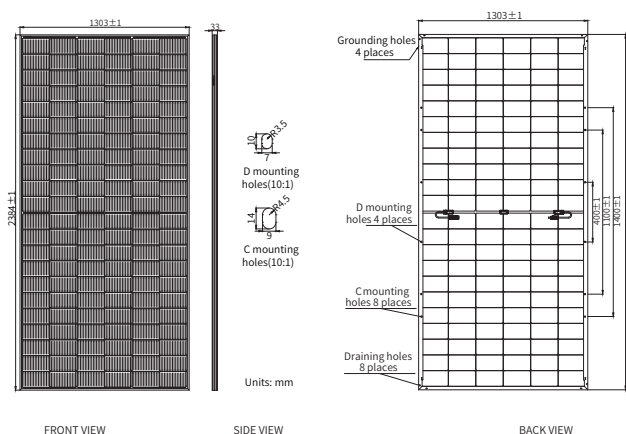 1303±1
33
2384±1
10
R3.5
7
D mounting
holes(10:1)
14
R4.5
9
C mounting
holes(10:1)
Units: mm
1303±1
Grounding holes
4 places
D mounting
holes 4 places
C mounting
holes 8 places
Draining holes
8 places
400±1
1100±1
1400±1
FRONT VIEW
SIDE VIEW
BACK VIEW